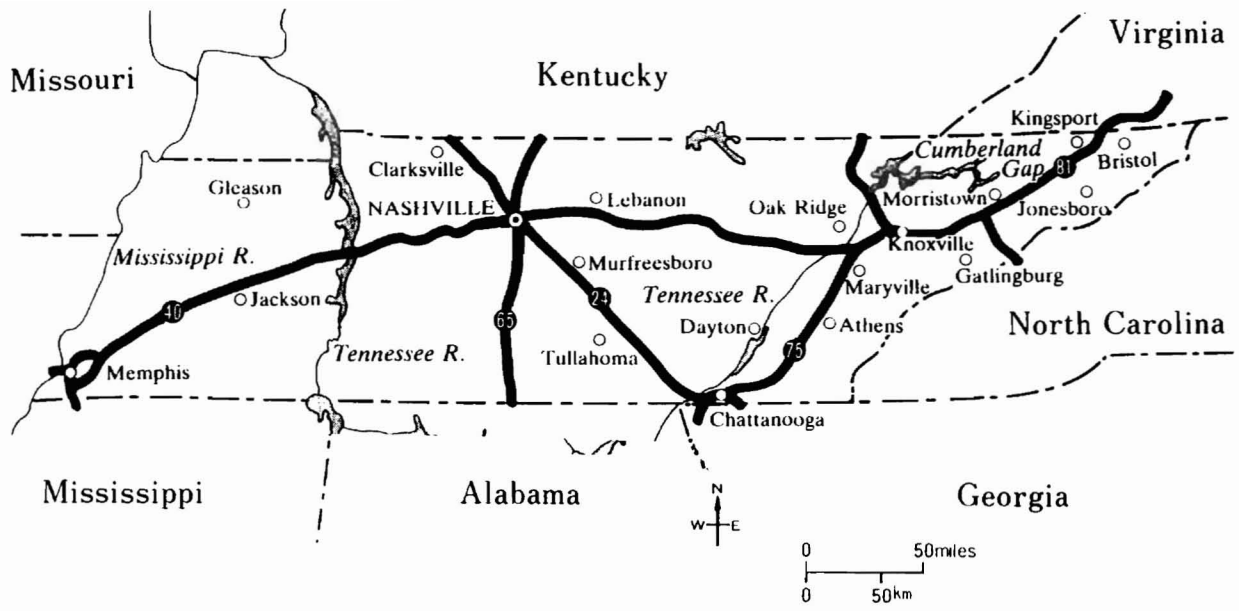 Virginia
Missouri
Kentucky
Kingsport
Clarksville
Cumberland
Gap
Bristol
81
Gleason
NASHVILLE
Lebanon
Oak Ridge
Morristown
Jonesboro
Mississippi R.
Murfreesboro
Knoxville
Gatlingburg
Maryville
40
Jackson
24
Tennessee R.
65
Dayton
Athens
North Carolina
Tennessee R.
Tullahoma
75
Memphis
Chattanooga
Mississippi
Alabama
Georgia
N
W E
0 50miles
0 50km